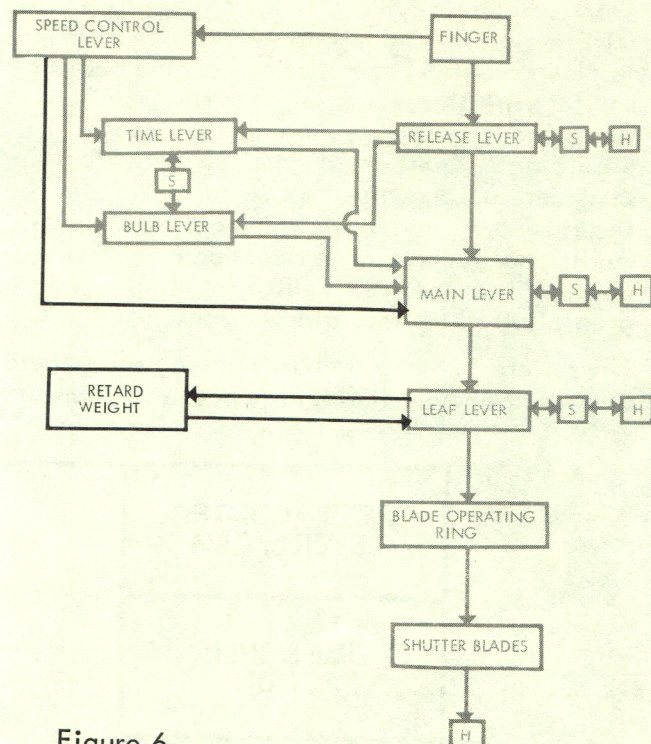 SPEED CONTROL
LEVER
FINGER
TIME LEVER
RELEASE LEVER
S
H
S
BULB LEVER
MAIN LEVER
S
H
RETARD
WEIGHT
LEAF LEVER
S
H
BLADE OPERATING
RING
SHUTTER BLADES
H
Figure 6